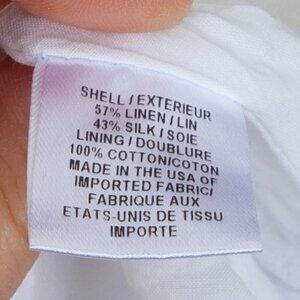 SHELL / EXTERIEUR
57% LINEN / LIN
43% SILK / SOIE
LINING / DOUBLURE
100% COTTON/COTON
MADE IN THE USA OF
IMPORTED FABRIC/
FABRIQUE AUX
ETATS-UNIS DE TISSU
IMPORTE